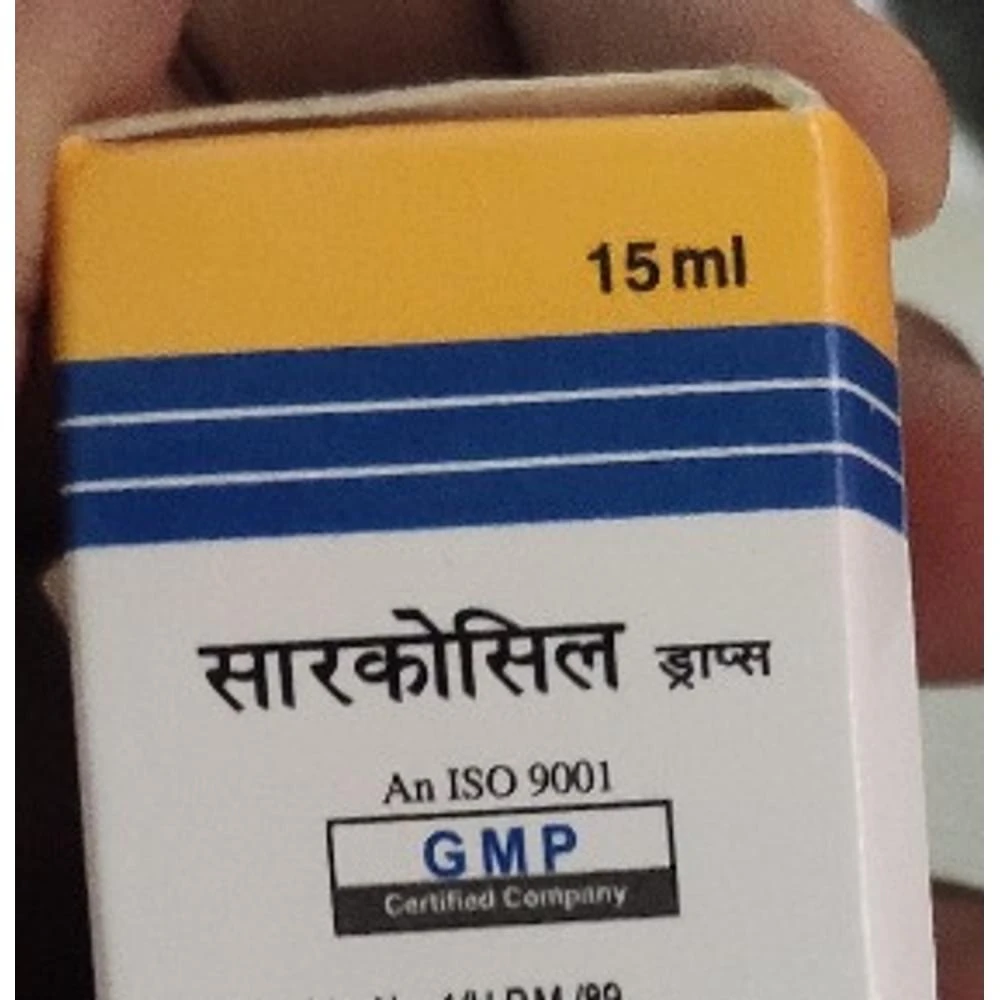 15ml
सारकोसिल ड्राप्स
An ISO 9001
GMP
Certified Company